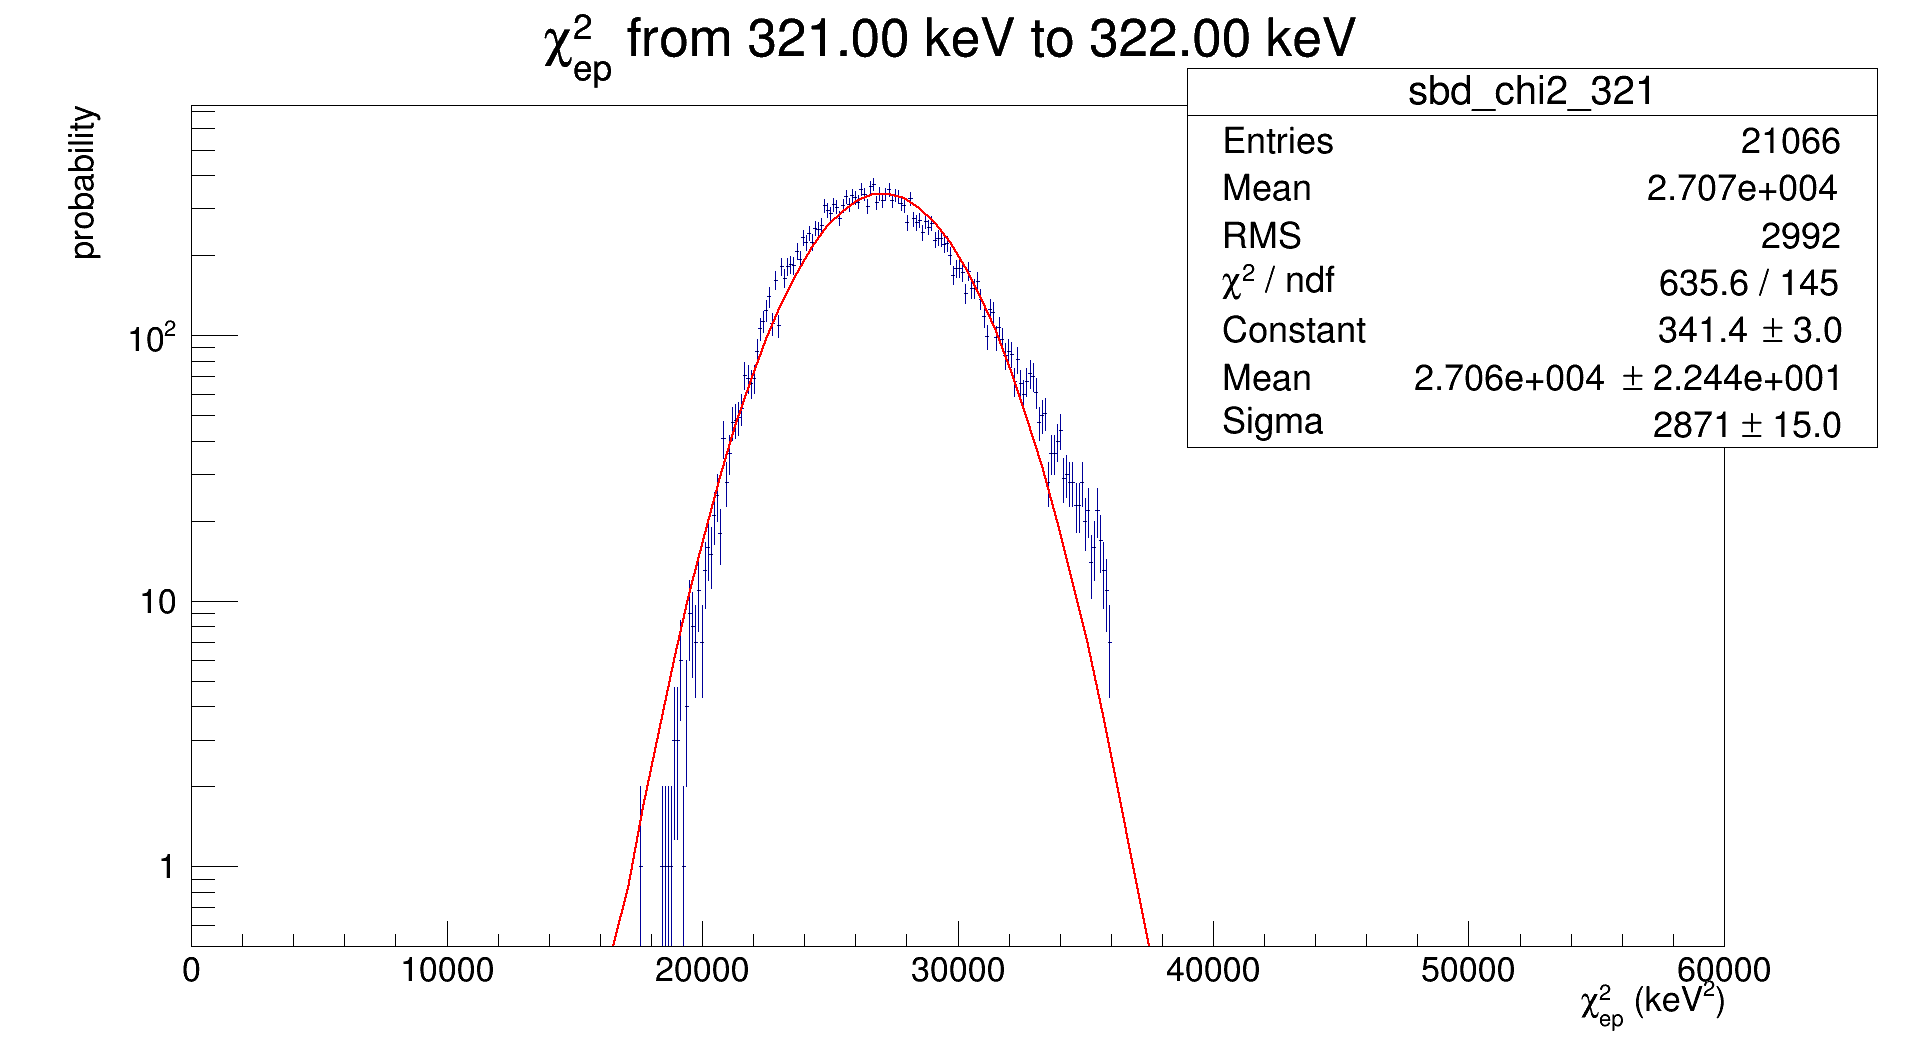 χ²ep from 321.00 keV to 322.00 keV
sbd_chi2_321
Entries 21066
Mean 2.707e+004
RMS 2992
χ² / ndf 635.6 / 145
Constant 341.4 ± 3.0
Mean 2.706e+004 ± 2.244e+001
Sigma 2871 ± 15.0
probability
10²
10
1
0 10000 20000 30000 40000 50000 60000
χ²ep (keV²)